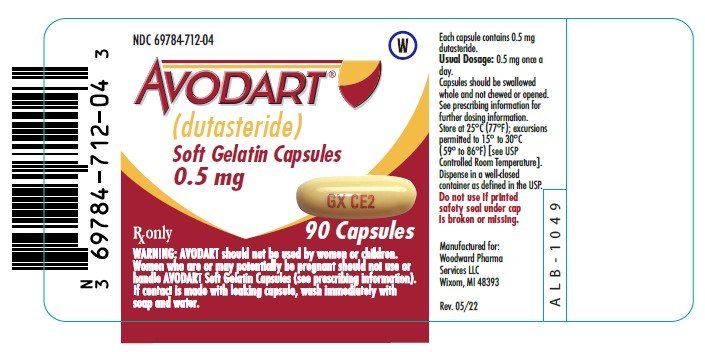 NDC 69784-712-04
W
AVODART®
(dutasteride)
Soft Gelatin Capsules
0.5 mg
GX CE2
Rx only
90 Capsules
WARNING: AVODART should not be used by women or children.
Women who are or may potentially be pregnant should not use or
handle AVODART Soft Gelatin Capsules (see prescribing information).
If contact is made with leaking capsule, wash immediately with
soap and water.
Each capsule contains 0.5 mg
dutasteride.
Usual Dosage: 0.5 mg once a
day.
Capsules should be swallowed
whole and not chewed or opened.
See prescribing information for
further dosing information.
Store at 25°C (77°F); excursions
permitted to 15° to 30°C
(59° to 86°F) [see USP
Controlled Room Temperature].
Dispense in a well-closed
container as defined in the USP.
Do not use if printed
safety seal under cap
is broken or missing.
Manufactured for:
Woodward Pharma
Services LLC
Wixom, MI 48393
Rev. 05/22
ALB-1049
N
3 69784-712-04 3